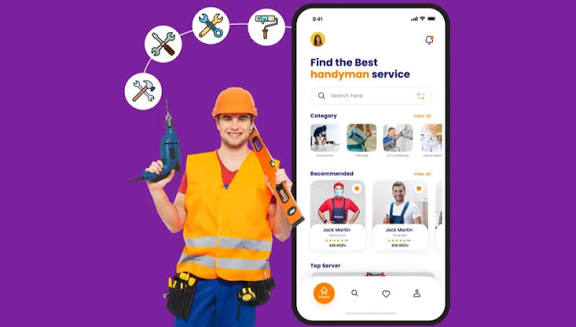 9:41
Find the Best
handyman service
Search here
Category
View all
Recommended
View all
Jack Martin
Jack Martin
Top Server
Home